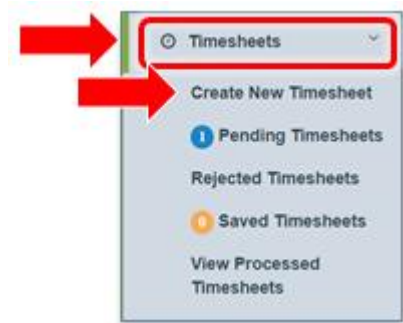 Timesheets
Create New Timesheet
1 Pending Timesheets
Rejected Timesheets
0 Saved Timesheets
View Processed
Timesheets